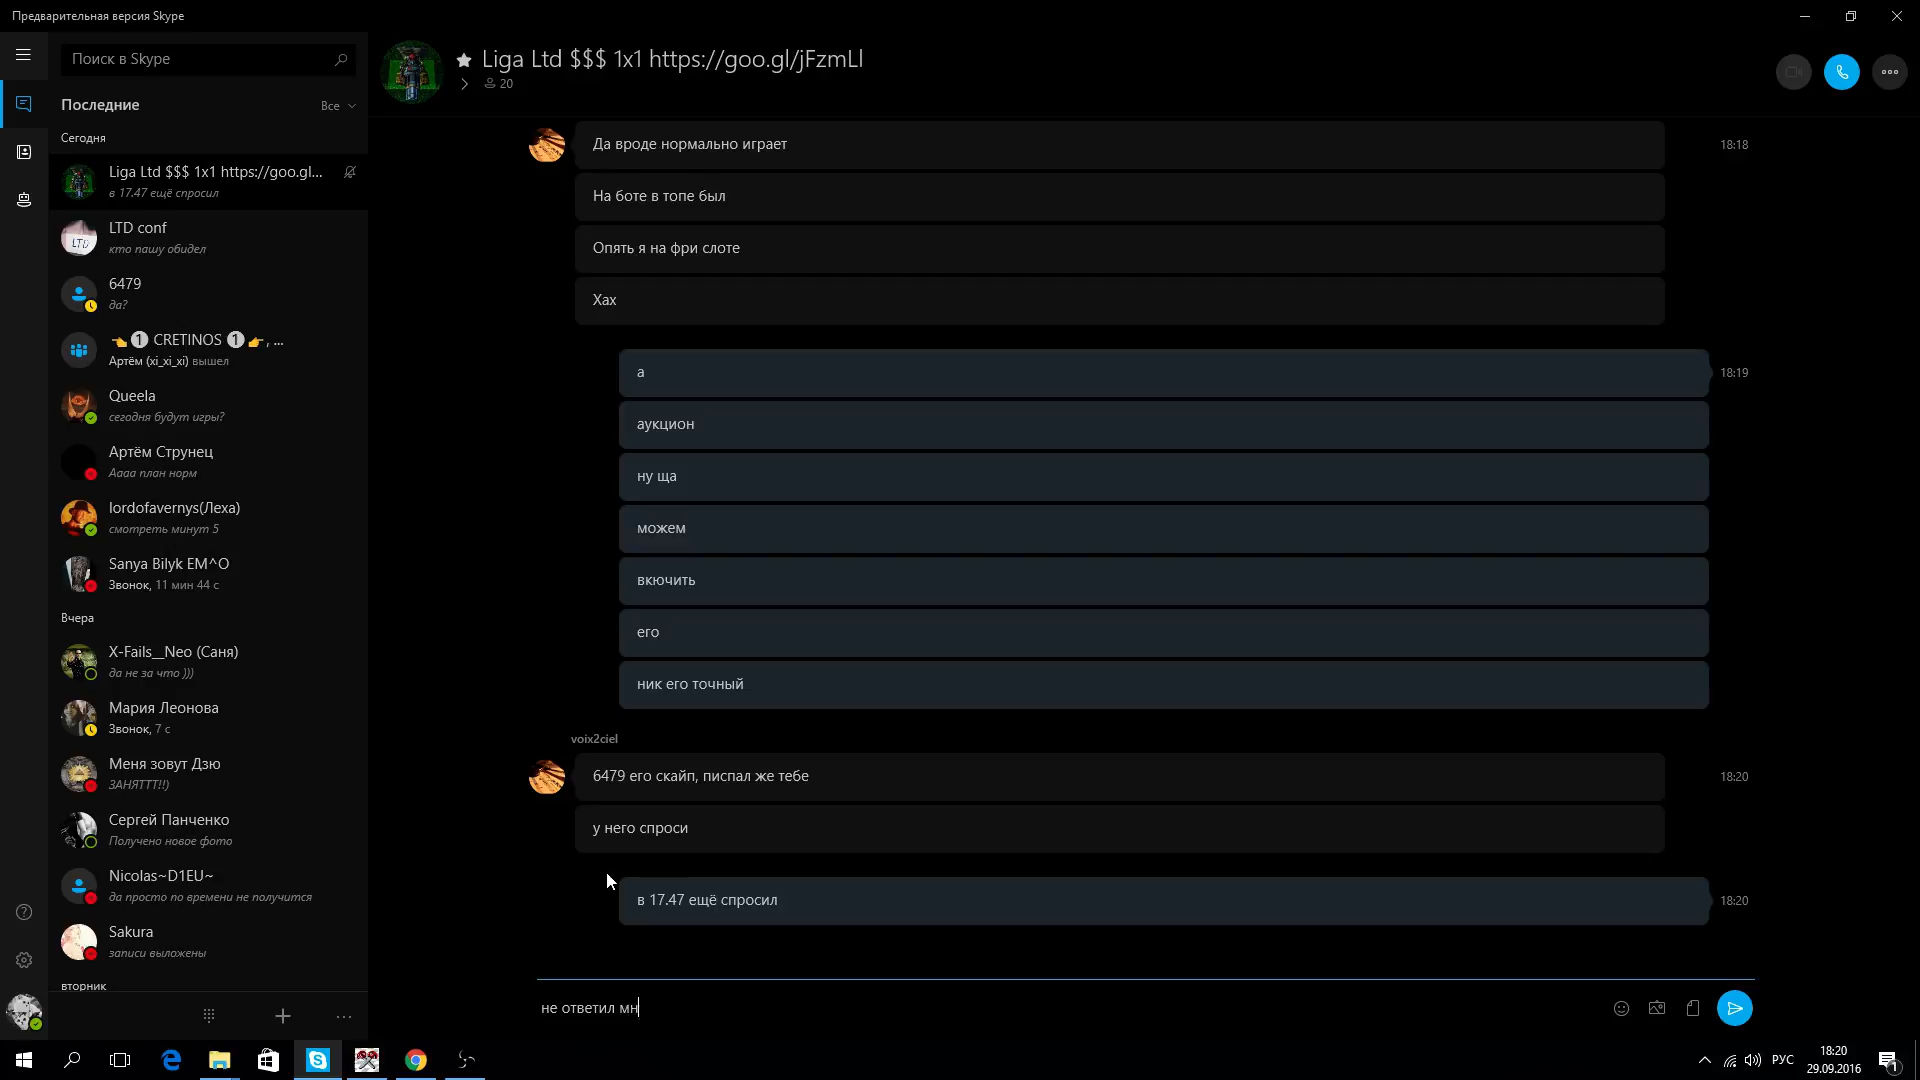 Предварительная версия Skype
Поиск в Skype
Последние
Все
Сегодня
Liga Ltd $$$ 1x1 https://goo.gl...
в 17.47 ещё спросил
LTD conf
кто пашу обидел
6479
да?
👈 ❶ CRETINOS ❶ 👉, ...
Артём (xi_xi_xi) вышел
Queela
сегодня будут игры?
Артём Струнец
Аааа план норм
lordofavernys(Леха)
смотреть минут 5
Sanya Bilyk EM^O
Звонок, 11 мин 44 с
Вчера
X-Fails__Neo (Саня)
да не за что )))
Мария Леонова
Звонок, 7 с
Меня зовут Дзю
ЗАНЯТТТ!!)
Сергей Панченко
Получено новое фото
Nicolas~D1EU~
да просто по времени не получится
Sakura
записи выложены
вторник
Liga Ltd $$$ 1x1 https://goo.gl/jFzmLl
20
Да вроде нормально играет
18:18
На боте в топе был
Опять я на фри слоте
Хах
а
18:19
аукцион
ну ща
можем
вкючить
его
ник его точный
voix2ciel
6479 его скайп, писпал же тебе
18:20
у него спроси
в 17.47 ещё спросил
18:20
не ответил мн
LTD
РУС
18:20
29.09.2016
1